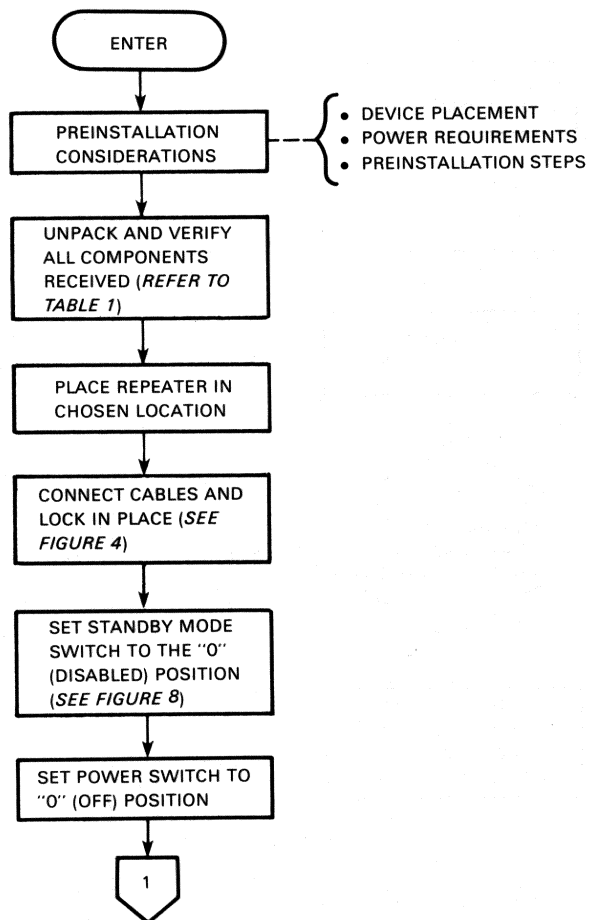 ENTER
PREINSTALLATION
CONSIDERATIONS
• DEVICE PLACEMENT
• POWER REQUIREMENTS
• PREINSTALLATION STEPS
UNPACK AND VERIFY
ALL COMPONENTS
RECEIVED (REFER TO
TABLE 1)
PLACE REPEATER IN
CHOSEN LOCATION
CONNECT CABLES AND
LOCK IN PLACE (SEE
FIGURE 4)
SET STANDBY MODE
SWITCH TO THE "0"
(DISABLED) POSITION
(SEE FIGURE 8)
SET POWER SWITCH TO
"0" (OFF) POSITION
1